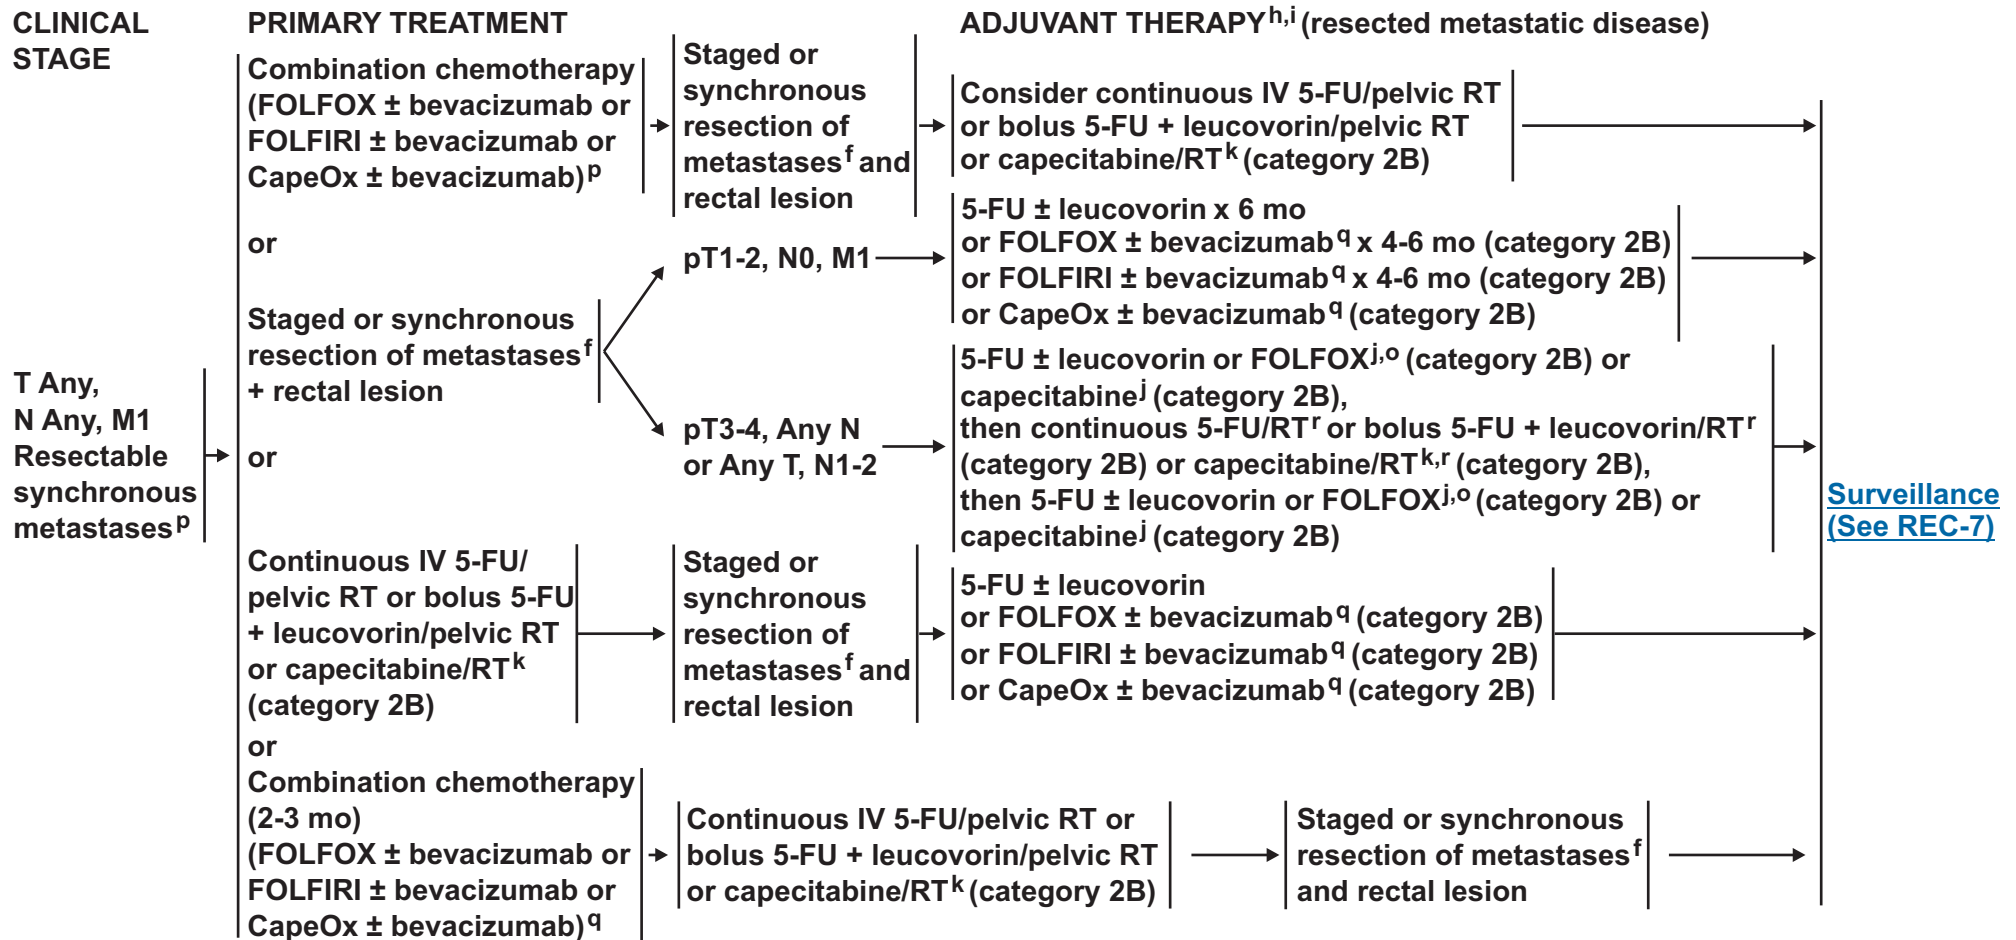 CLINICAL
STAGE
PRIMARY TREATMENT
ADJUVANT THERAPYh,i (resected metastatic disease)
T Any,
N Any, M1
Resectable
synchronous
metastasesp
Combination chemotherapy
(FOLFOX ± bevacizumab or
FOLFIRI ± bevacizumab or
CapeOx ± bevacizumab)p
Staged or
synchronous
resection of
metastasesf and
rectal lesion
Consider continuous IV 5-FU/pelvic RT
or bolus 5-FU + leucovorin/pelvic RT
or capecitabine/RTk (category 2B)
or
Staged or synchronous
resection of metastasesf
+ rectal lesion
pT1-2, N0, M1
5-FU ± leucovorin x 6 mo
or FOLFOX ± bevacizumabq x 4-6 mo (category 2B)
or FOLFIRI ± bevacizumabq x 4-6 mo (category 2B)
or CapeOx ± bevacizumabq (category 2B)
pT3-4, Any N
or Any T, N1-2
5-FU ± leucovorin or FOLFOXj,o (category 2B) or
capecitabinej (category 2B),
then continuous 5-FU/RTr or bolus 5-FU + leucovorin/RTr
(category 2B) or capecitabine/RTk,r (category 2B),
then 5-FU ± leucovorin or FOLFOXj,o (category 2B) or
capecitabinej (category 2B)
or
Continuous IV 5-FU/
pelvic RT or bolus 5-FU
+ leucovorin/pelvic RT
or capecitabine/RTk
(category 2B)
Staged or
synchronous
resection of
metastasesf and
rectal lesion
5-FU ± leucovorin
or FOLFOX ± bevacizumabq (category 2B)
or FOLFIRI ± bevacizumabq (category 2B)
or CapeOx ± bevacizumabq (category 2B)
or
Combination chemotherapy
(2-3 mo)
(FOLFOX ± bevacizumab or
FOLFIRI ± bevacizumab or
CapeOx ± bevacizumab)q
Continuous IV 5-FU/pelvic RT or
bolus 5-FU + leucovorin/pelvic RT
or capecitabine/RTk (category 2B)
Staged or synchronous
resection of metastasesf
and rectal lesion
Surveillance
(See REC-7)